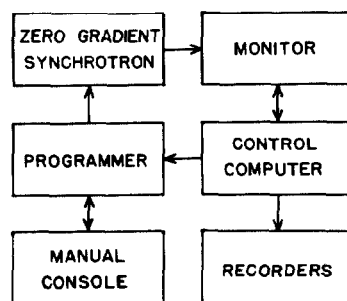 ZERO GRADIENT
SYNCHROTRON
MONITOR
PROGRAMMER
CONTROL
COMPUTER
MANUAL
CONSOLE
RECORDERS